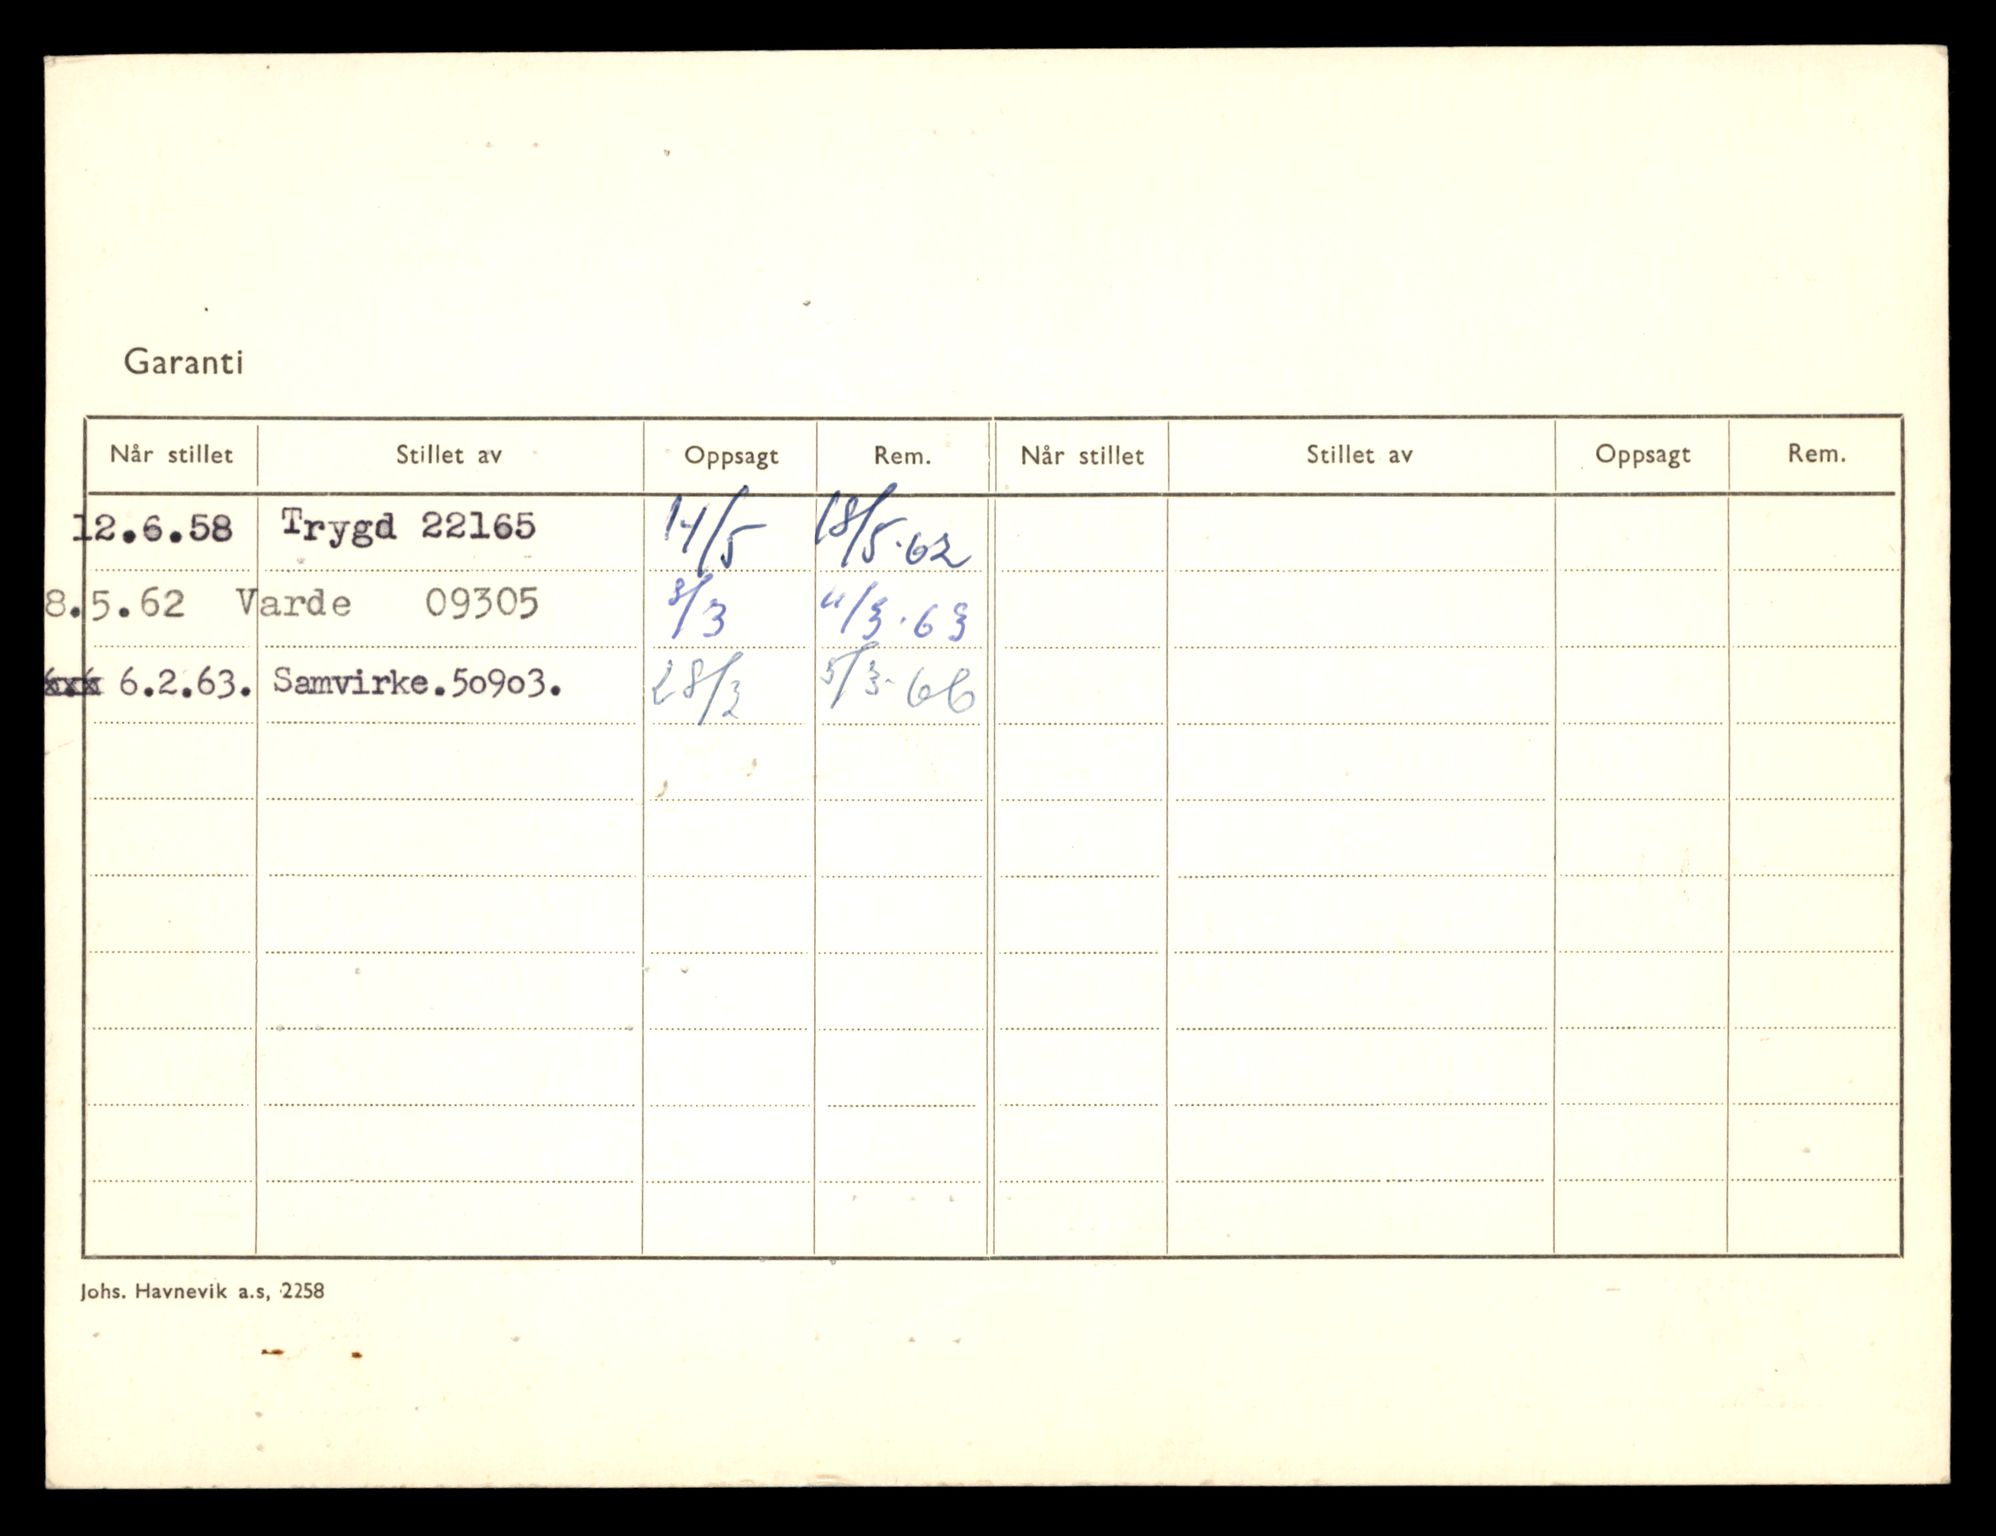 Garanti
Når stillet Stillet av Oppsagt Rem. Når stillet Stillet av Oppsagt Rem.
12.6.58 Trygd 22165 14/5 18/5.62
8.5.62 Varde 09305 8/3 11/3.63
6.2.63. Samvirke.50903. 28/2 5/3.66
Johs. Havnevik a.s, 2258